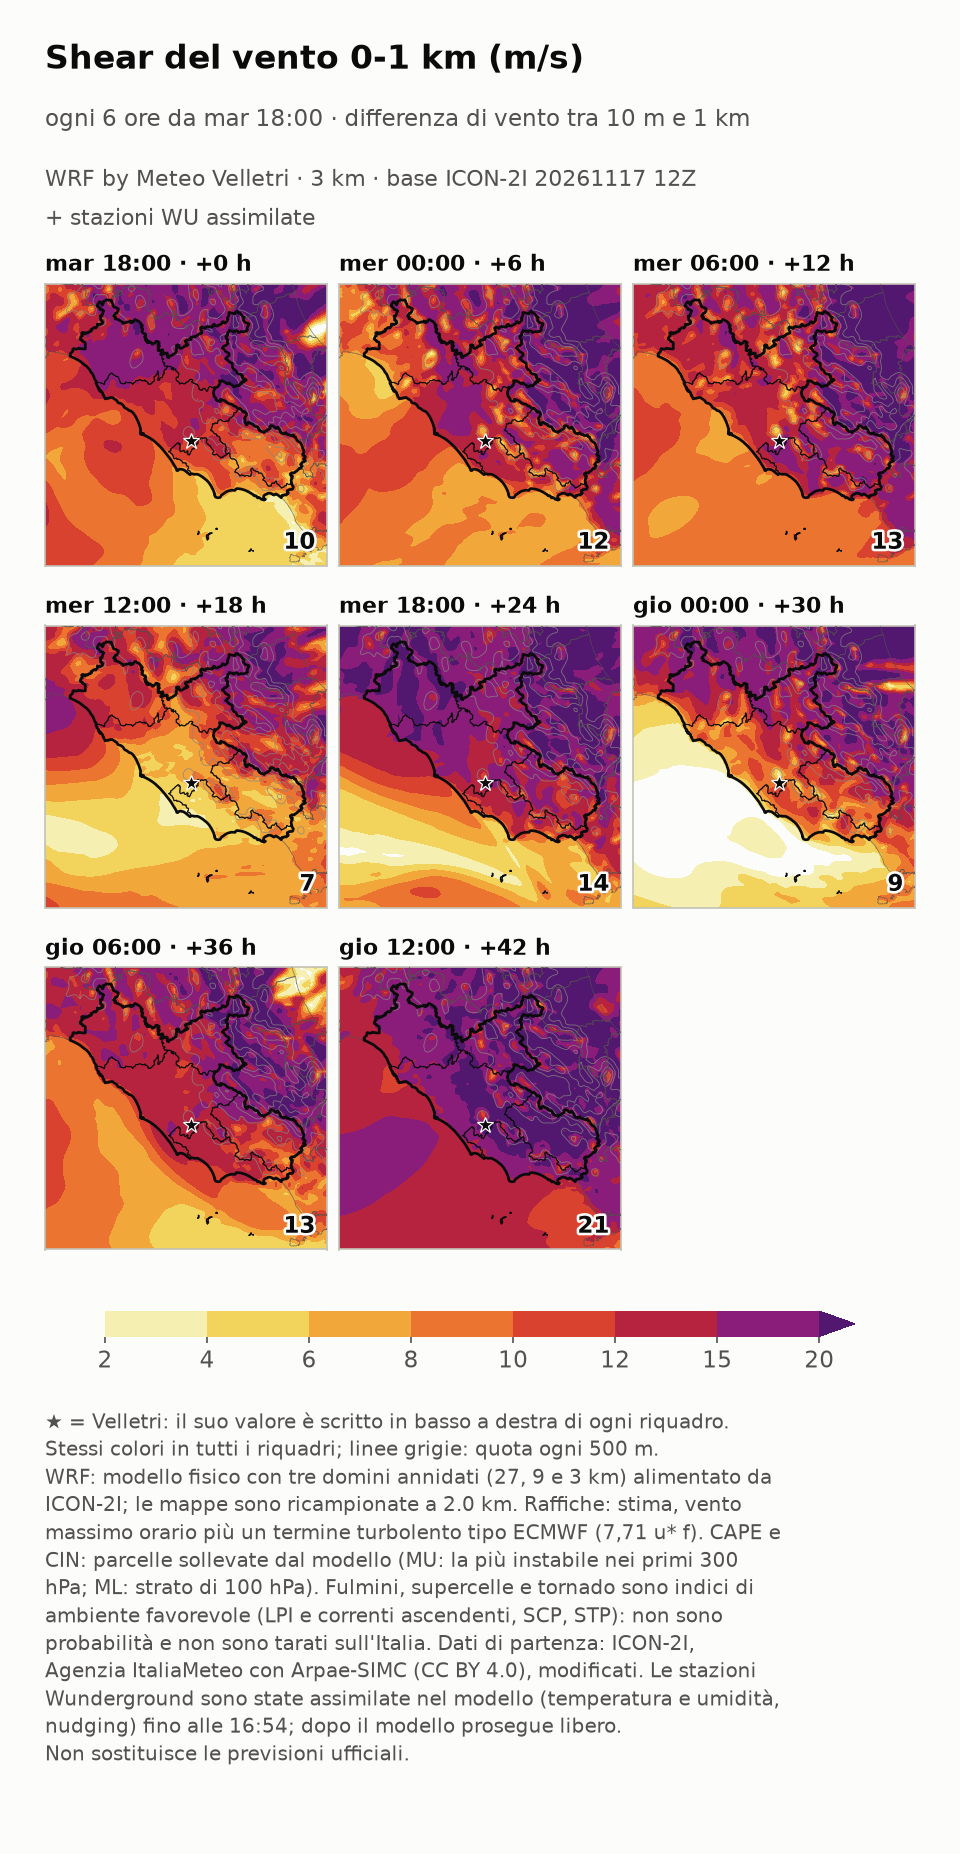 Shear del vento 0-1 km (m/s)
ogni 6 ore da mar 18:00 · differenza di vento tra 10 m e 1 km
WRF by Meteo Velletri · 3 km · base ICON-2I 20261117 12Z
+ stazioni WU assimilate
mar 18:00 · +0 h
mer 00:00 · +6 h
mer 06:00 · +12 h
10
12
13
mer 12:00 · +18 h
mer 18:00 · +24 h
gio 00:00 · +30 h
7
14
9
gio 06:00 · +36 h
gio 12:00 · +42 h
13
21
2 4 6 8 10 12 15 20
★ = Velletri: il suo valore è scritto in basso a destra di ogni riquadro.
Stessi colori in tutti i riquadri; linee grigie: quota ogni 500 m.
WRF: modello fisico con tre domini annidati (27, 9 e 3 km) alimentato da
ICON-2I; le mappe sono ricampionate a 2.0 km. Raffiche: stima, vento
massimo orario più un termine turbolento tipo ECMWF (7,71 u* f). CAPE e
CIN: parcelle sollevate dal modello (MU: la più instabile nei primi 300
hPa; ML: strato di 100 hPa). Fulmini, supercelle e tornado sono indici di
ambiente favorevole (LPI e correnti ascendenti, SCP, STP): non sono
probabilità e non sono tarati sull'Italia. Dati di partenza: ICON-2I,
Agenzia ItaliaMeteo con Arpae-SIMC (CC BY 4.0), modificati. Le stazioni
Wunderground sono state assimilate nel modello (temperatura e umidità,
nudging) fino alle 16:54; dopo il modello prosegue libero.
Non sostituisce le previsioni ufficiali.